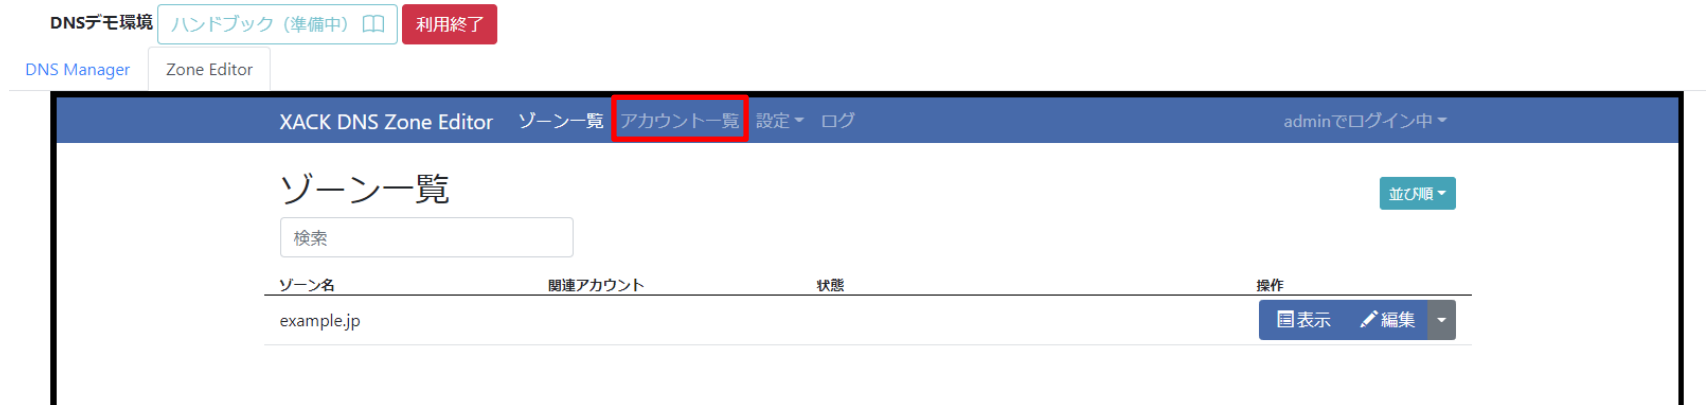 DNSデモ環境 ハンドブック（準備中） 利用終了
DNS Manager Zone Editor
XACK DNS Zone Editor ゾーン一覧 アカウント一覧 設定 ログ adminでログイン中
ゾーン一覧 並び順
検索
ゾーン名 関連アカウント 状態 操作
example.jp 表示 編集